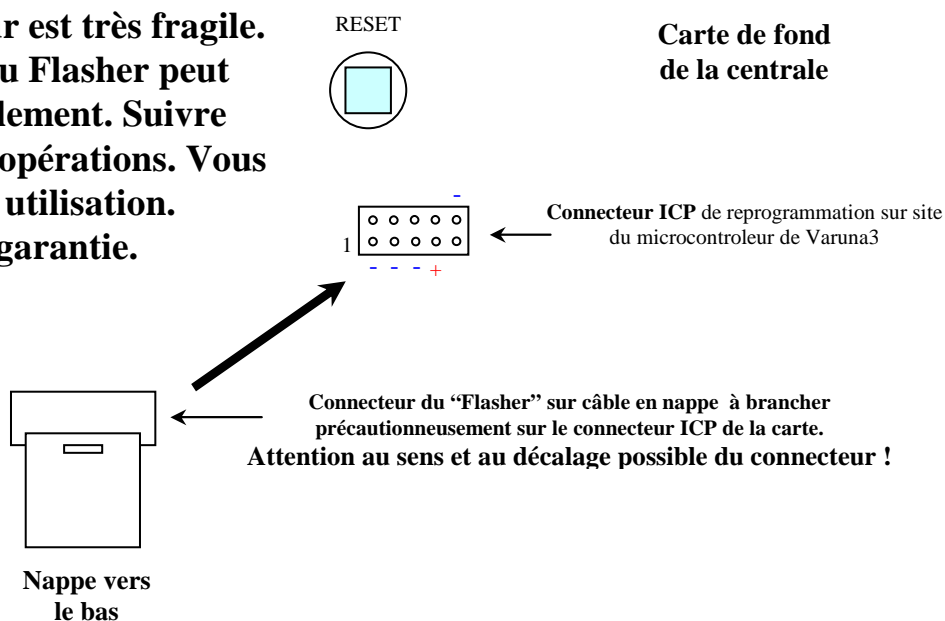 r est très fragile.
u Flasher peut
lement. Suivre
opérations. Vous
utilisation.
garantie.
RESET
Carte de fond
de la centrale
-
1
- - - +
Connecteur ICP de reprogrammation sur site
du microcontroleur de Varuna3
Connecteur du “Flasher” sur câble en nappe à brancher
précautionneusement sur le connecteur ICP de la carte.
Attention au sens et au décalage possible du connecteur !
Nappe vers
le bas